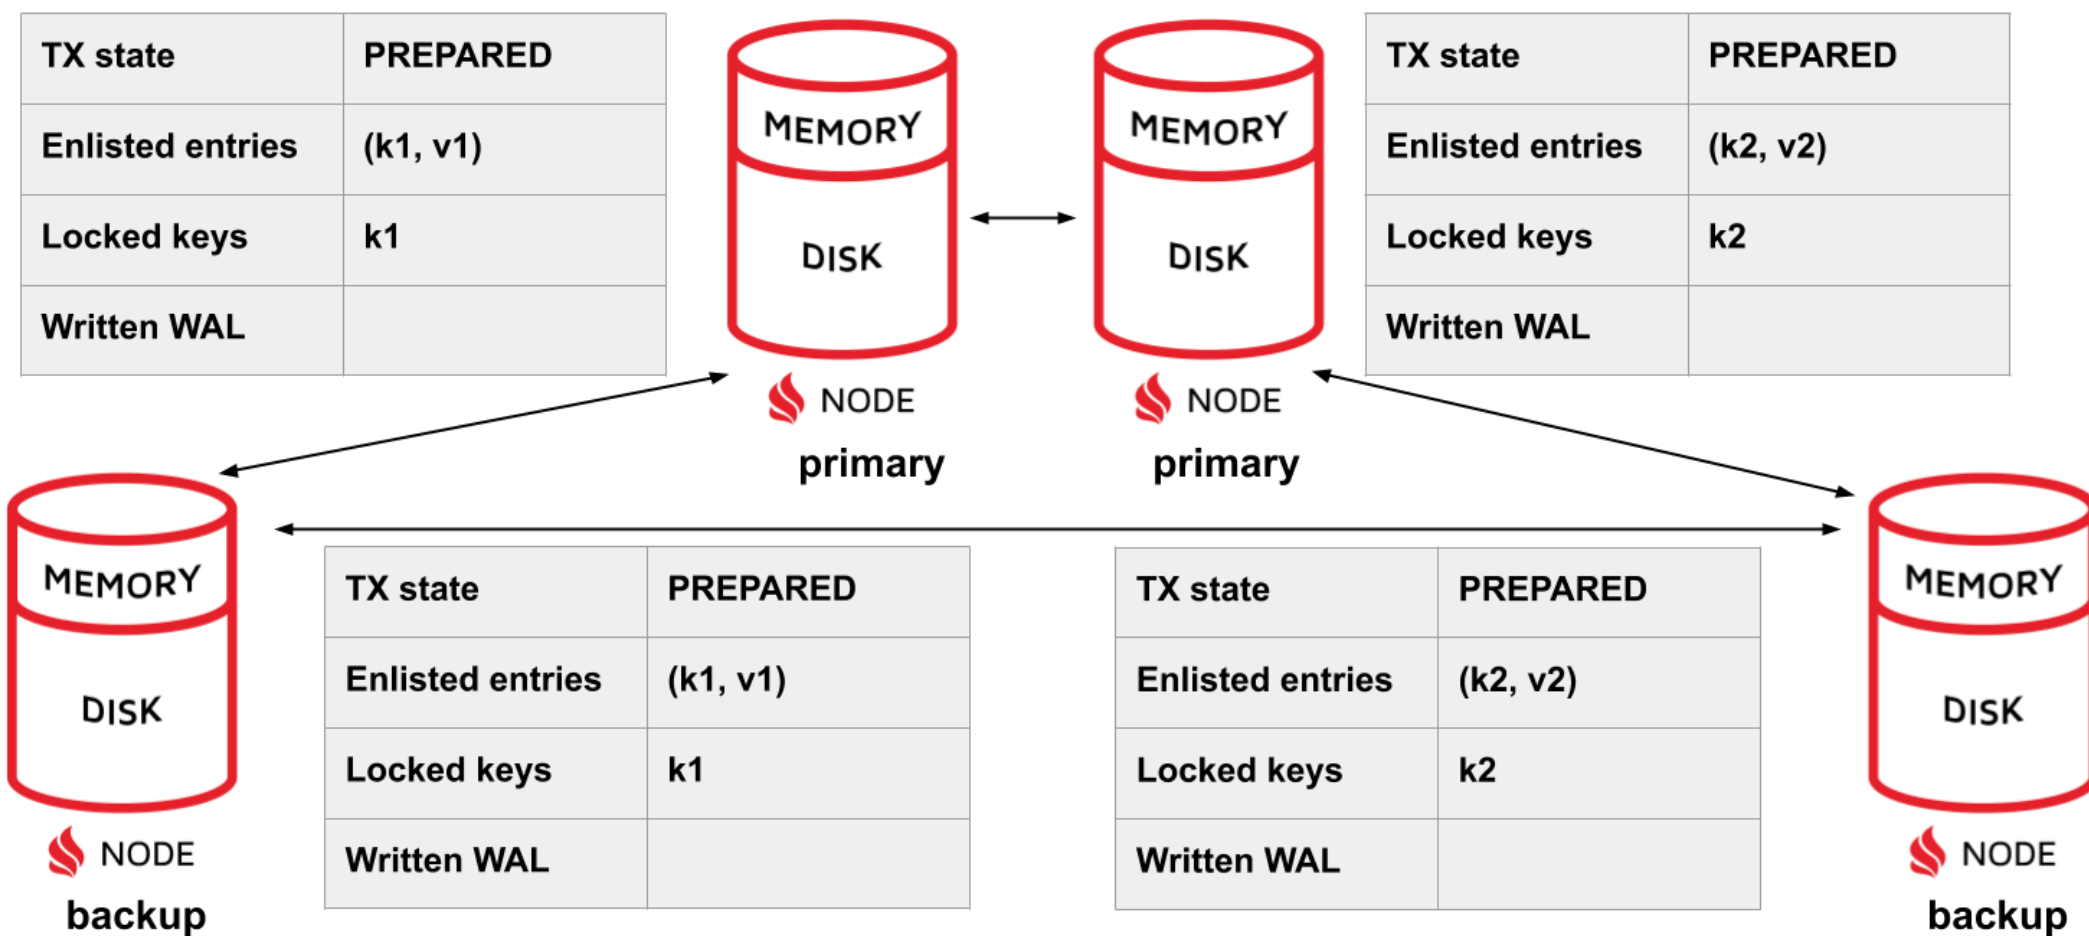 TX state PREPARED
Enlisted entries (k1, v1)
Locked keys k1
Written WAL
MEMORY
DISK
NODE
primary
MEMORY
DISK
NODE
primary
TX state PREPARED
Enlisted entries (k2, v2)
Locked keys k2
Written WAL
MEMORY
DISK
NODE
backup
TX state PREPARED
Enlisted entries (k1, v1)
Locked keys k1
Written WAL
TX state PREPARED
Enlisted entries (k2, v2)
Locked keys k2
Written WAL
MEMORY
DISK
NODE
backup